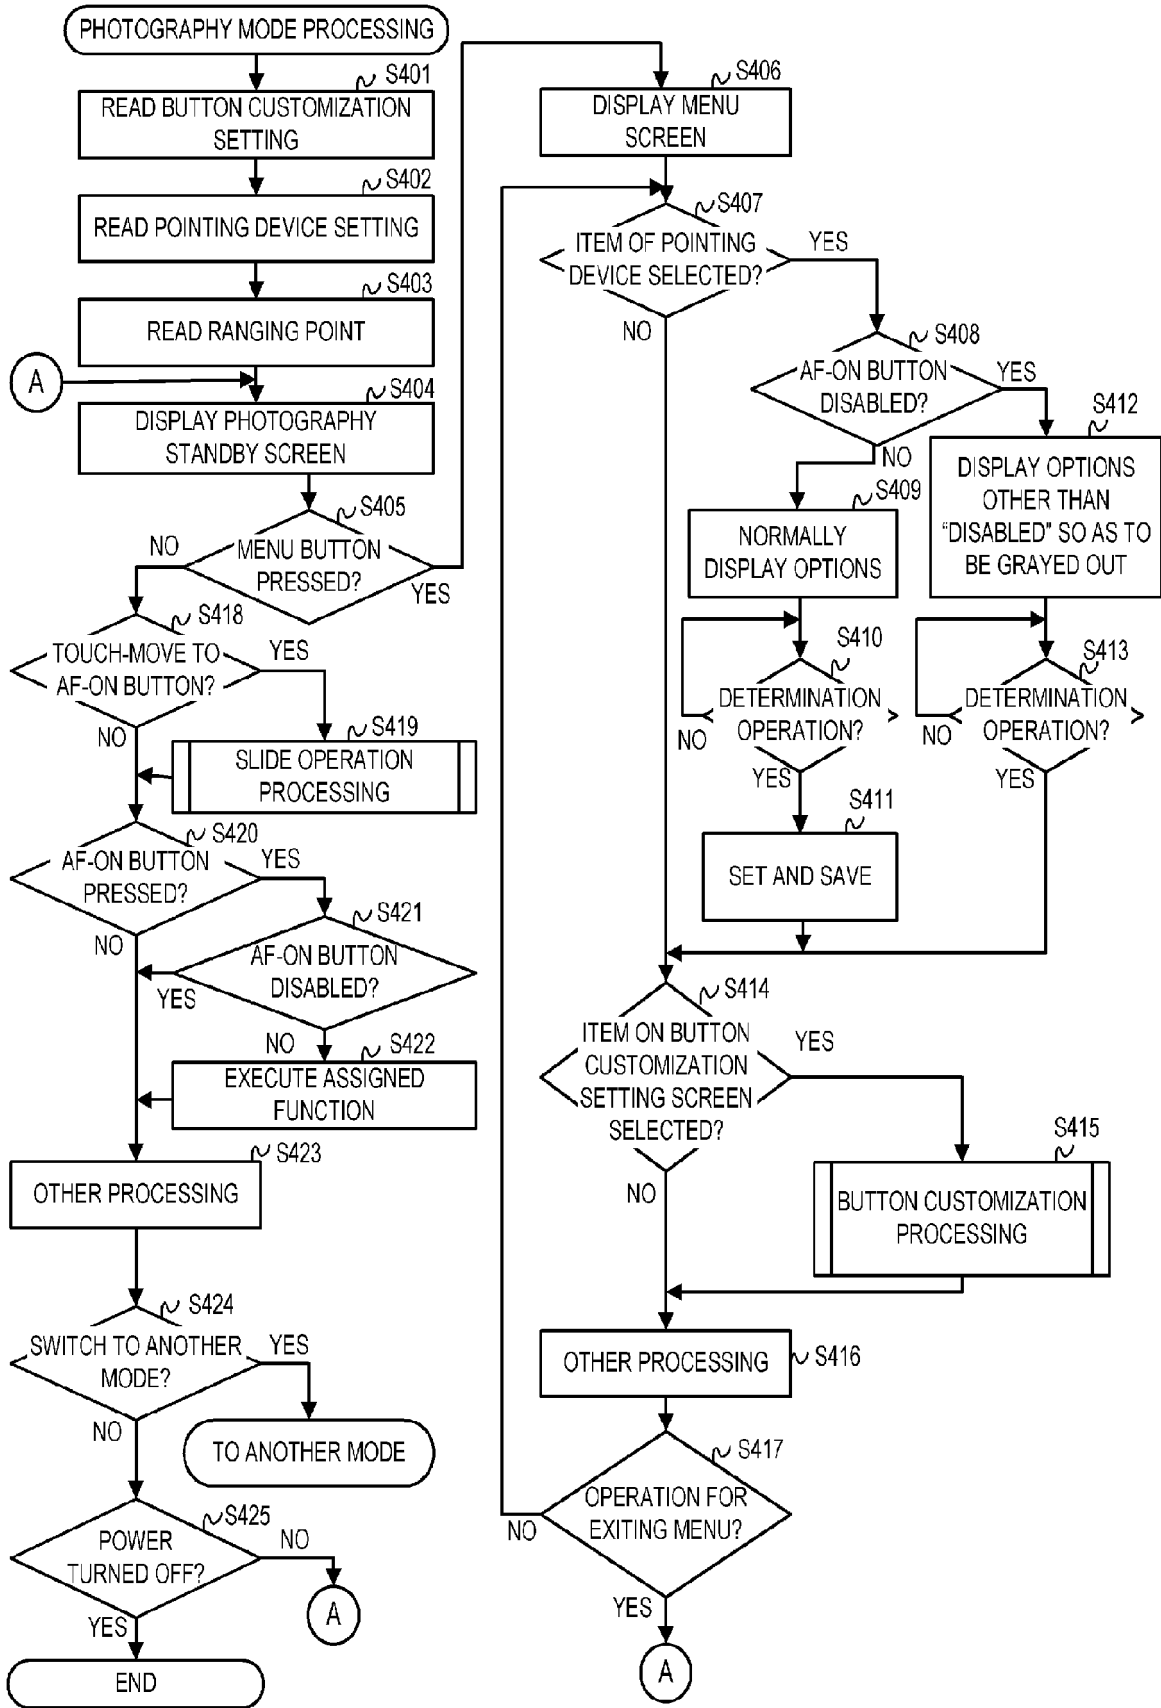 PHOTOGRAPHY MODE PROCESSING
S401
READ BUTTON CUSTOMIZATION
SETTING
S402
READ POINTING DEVICE SETTING
S403
READ RANGING POINT
A
S404
DISPLAY PHOTOGRAPHY
STANDBY SCREEN
S405
MENU BUTTON
PRESSED?
NO
YES
S418
TOUCH-MOVE TO
AF-ON BUTTON?
YES
NO
S419
SLIDE OPERATION
PROCESSING
S420
AF-ON BUTTON
PRESSED?
YES
NO
S421
AF-ON BUTTON
DISABLED?
YES
NO
S422
EXECUTE ASSIGNED
FUNCTION
S423
OTHER PROCESSING
S424
SWITCH TO ANOTHER
MODE?
YES
NO
TO ANOTHER MODE
S425
POWER
TURNED OFF?
NO
YES
A
END
S406
DISPLAY MENU
SCREEN
S407
ITEM OF POINTING
DEVICE SELECTED?
YES
NO
S408
AF-ON BUTTON
DISABLED?
YES
NO
S409
NORMALLY
DISPLAY OPTIONS
S410
DETERMINATION
OPERATION?
NO
YES
S411
SET AND SAVE
S412
DISPLAY OPTIONS
OTHER THAN
“DISABLED” SO AS TO
BE GRAYED OUT
S413
DETERMINATION
OPERATION?
NO
YES
S414
ITEM ON BUTTON
CUSTOMIZATION
SETTING SCREEN
SELECTED?
YES
NO
S415
BUTTON CUSTOMIZATION
PROCESSING
OTHER PROCESSING
S416
S417
OPERATION FOR
EXITING MENU?
NO
YES
A